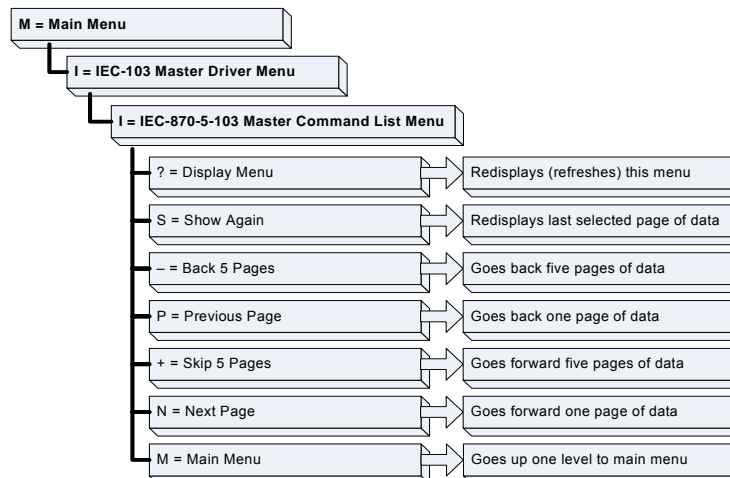 M = Main Menu
I = IEC-103 Master Driver Menu
I = IEC-870-5-103 Master Command List Menu
? = Display Menu
Redisplays (refreshes) this menu
S = Show Again
Redisplays last selected page of data
– = Back 5 Pages
Goes back five pages of data
P = Previous Page
Goes back one page of data
+ = Skip 5 Pages
Goes forward five pages of data
N = Next Page
Goes forward one page of data
M = Main Menu
Goes up one level to main menu